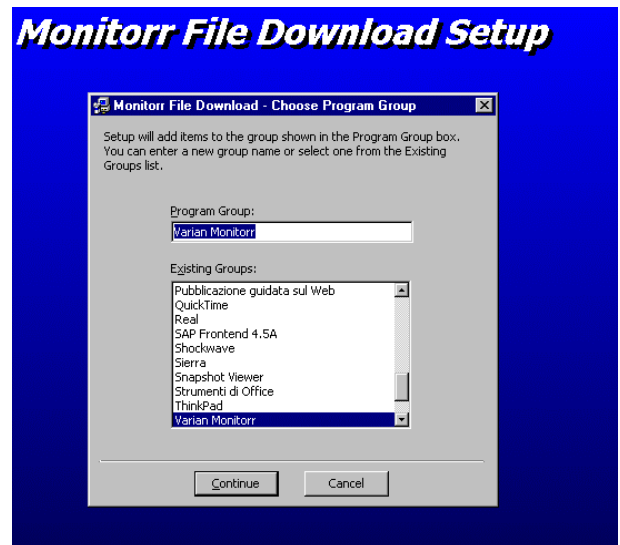 Monitorr File Download Setup
Monitorr File Download - Choose Program Group
Setup will add items to the group shown in the Program Group box.
You can enter a new group name or select one from the Existing
Groups list.
Program Group:
Varian Monitorr
Existing Groups:
Pubblicazione guidata sul Web
QuickTime
Real
SAP Frontend 4.5A
Shockwave
Sierra
Snapshot Viewer
Strumenti di Office
ThinkPad
Varian Monitorr
Continue Cancel